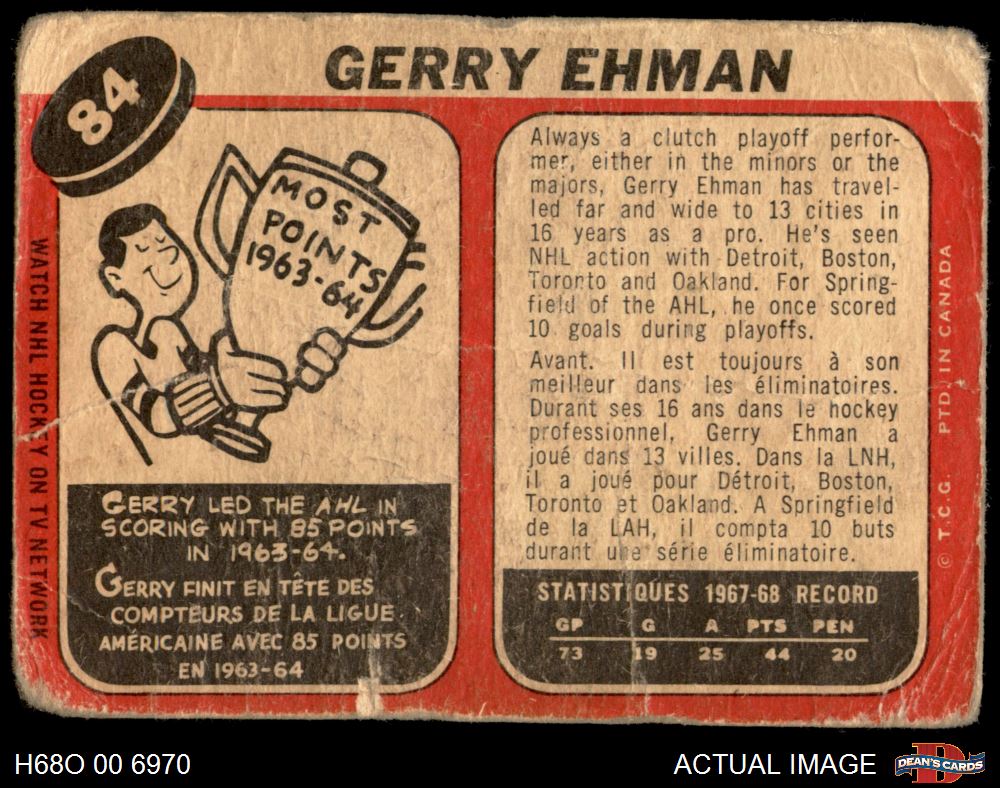 84
GERRY EHMAN
MOST
POINTS
1963-64
GERRY LED THE AHL IN
SCORING WITH 85 POINTS
IN 1963-64.
GERRY FINIT EN TÊTE DES
COMPTEURS DE LA LIGUE
AMÉRICAINE AVEC 85 POINTS
EN 1963-64
WATCH NHL HOCKEY ON TV NETWORK
Always a clutch playoff perfor-
mer, either in the minors or the
majors, Gerry Ehman has travel-
led far and wide to 13 cities in
16 years as a pro. He's seen
NHL action with Detroit, Boston,
Toronto and Oakland. For Spring-
field of the AHL, he once scored
10 goals during playoffs.
Avant. Il est toujours à son
meilleur dans les éliminatoires.
Durant ses 16 ans dans le hockey
professionnel, Gerry Ehman a
joué dans 13 villes. Dans la LNH,
il a joué pour Détroit, Boston,
Toronto et Oakland. A Springfield
de la LAH, il compta 10 buts
durant une série éliminatoire.
STATISTIQUES 1967-68 RECORD
GP G A PTS PEN
73 19 25 44 20
© T.C.G. PTD. IN CANADA
H68O 00 6970
ACTUAL IMAGE
D
DEAN'S CARDS